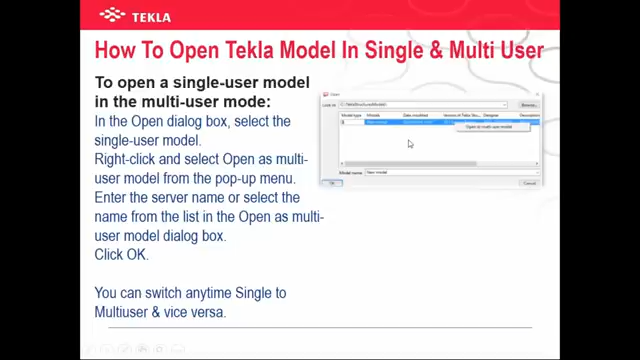 TEKLA
How To Open Tekla Model In Single & Multi User
To open a single-user model
in the multi-user mode:
In the Open dialog box, select the
single-user model.
Right-click and select Open as multi-
user model from the pop-up menu.
Enter the server name or select the
name from the list in the Open as multi-
user model dialog box.
Click OK.
You can switch anytime Single to
Multiuser & vice versa.
Open
Browse...
Model type Models Date modified Designer
Open as multi-user model
Model name: New model
OK Cancel